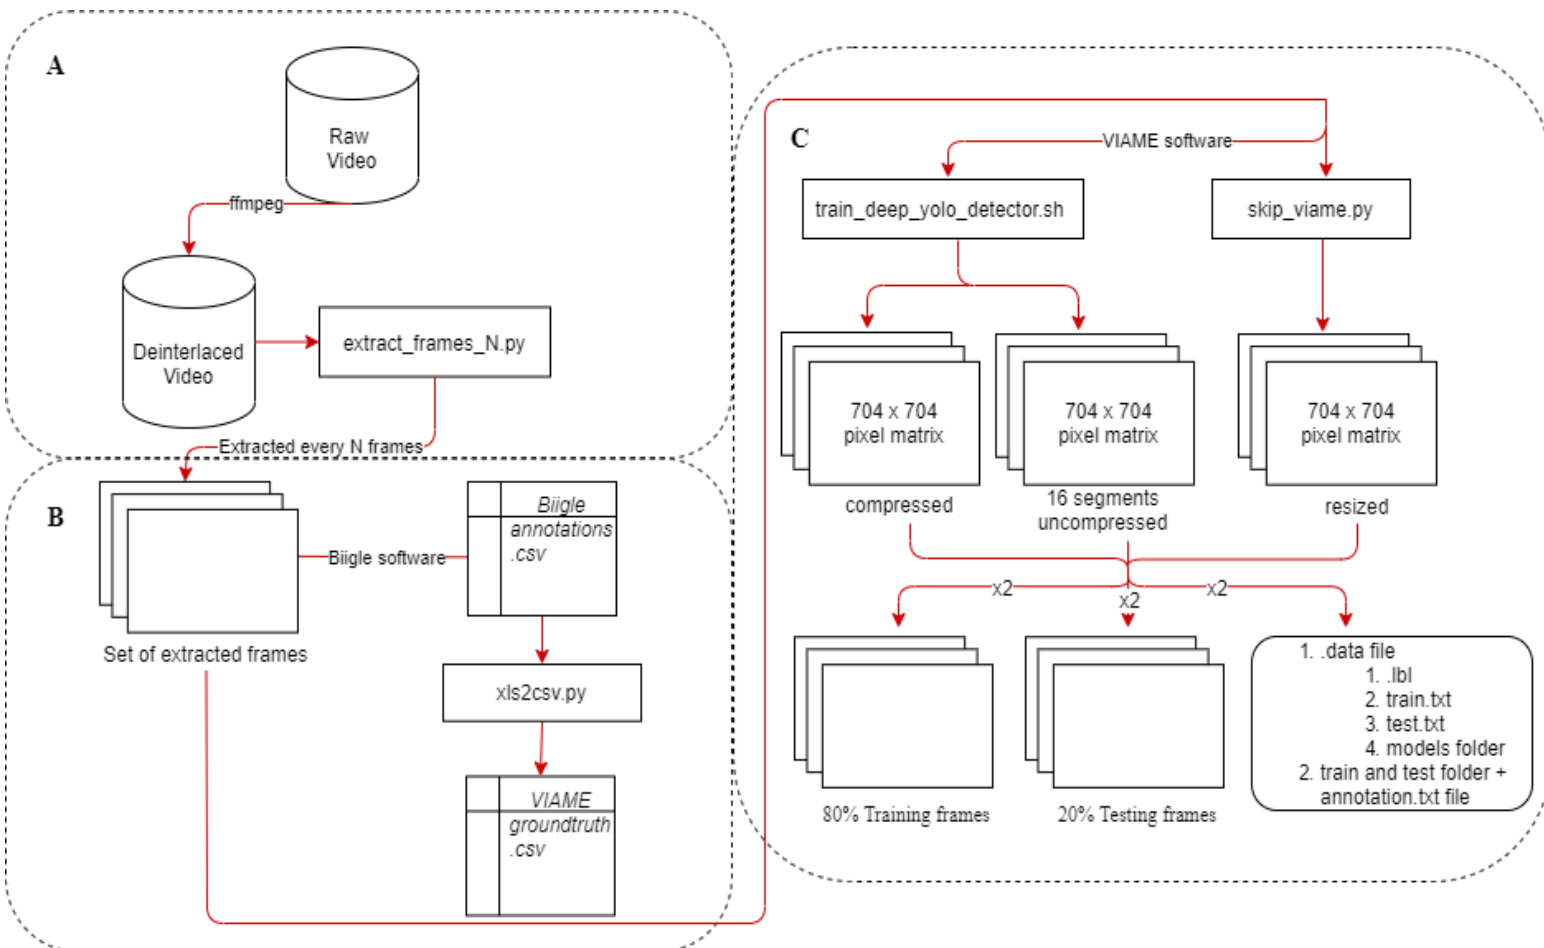 A
Raw
Video
ffmpeg
Deinterlaced
Video
extract_frames_N.py
Extracted every N frames
B
Set of extracted frames
Biigle software
Biigle
annotations
.csv
xls2csv.py
VIAME
groundtruth
.csv
C
VIAME software
train_deep_yolo_detector.sh
skip_viame.py
704 x 704
pixel matrix
compressed
704 x 704
pixel matrix
16 segments
uncompressed
704 x 704
pixel matrix
resized
x2
x2
x2
80% Training frames
20% Testing frames
1. .data file
1. .lbl
2. train.txt
3. test.txt
4. models folder
2. train and test folder +
annotation.txt file